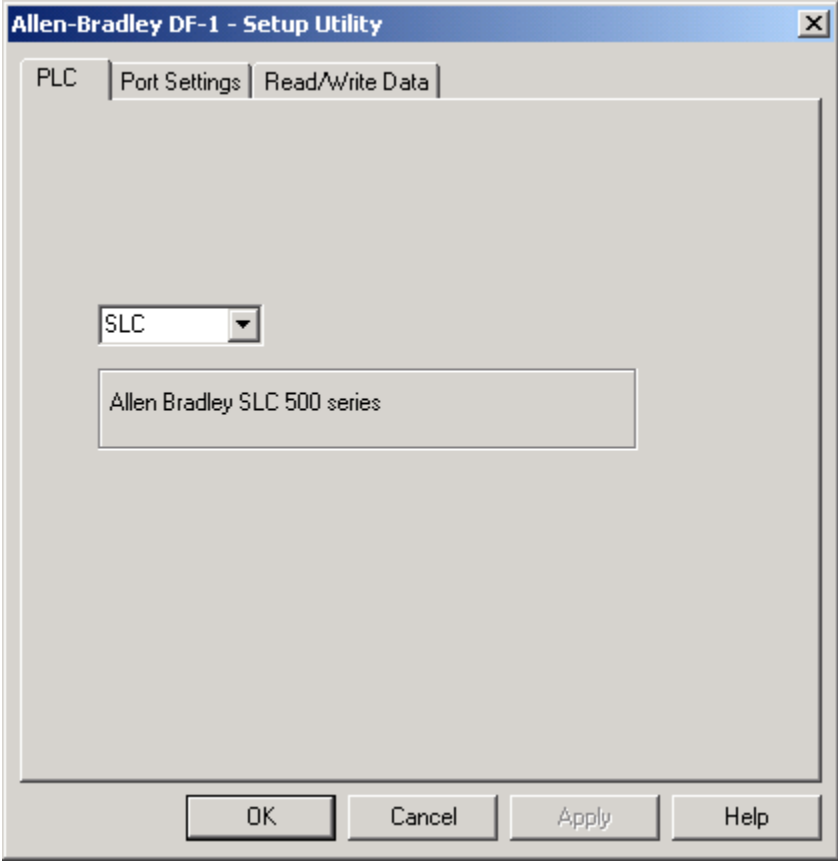 Allen-Bradley DF-1 - Setup Utility
PLC Port Settings Read/Write Data
SLC
Allen Bradley SLC 500 series
OK Cancel Apply Help